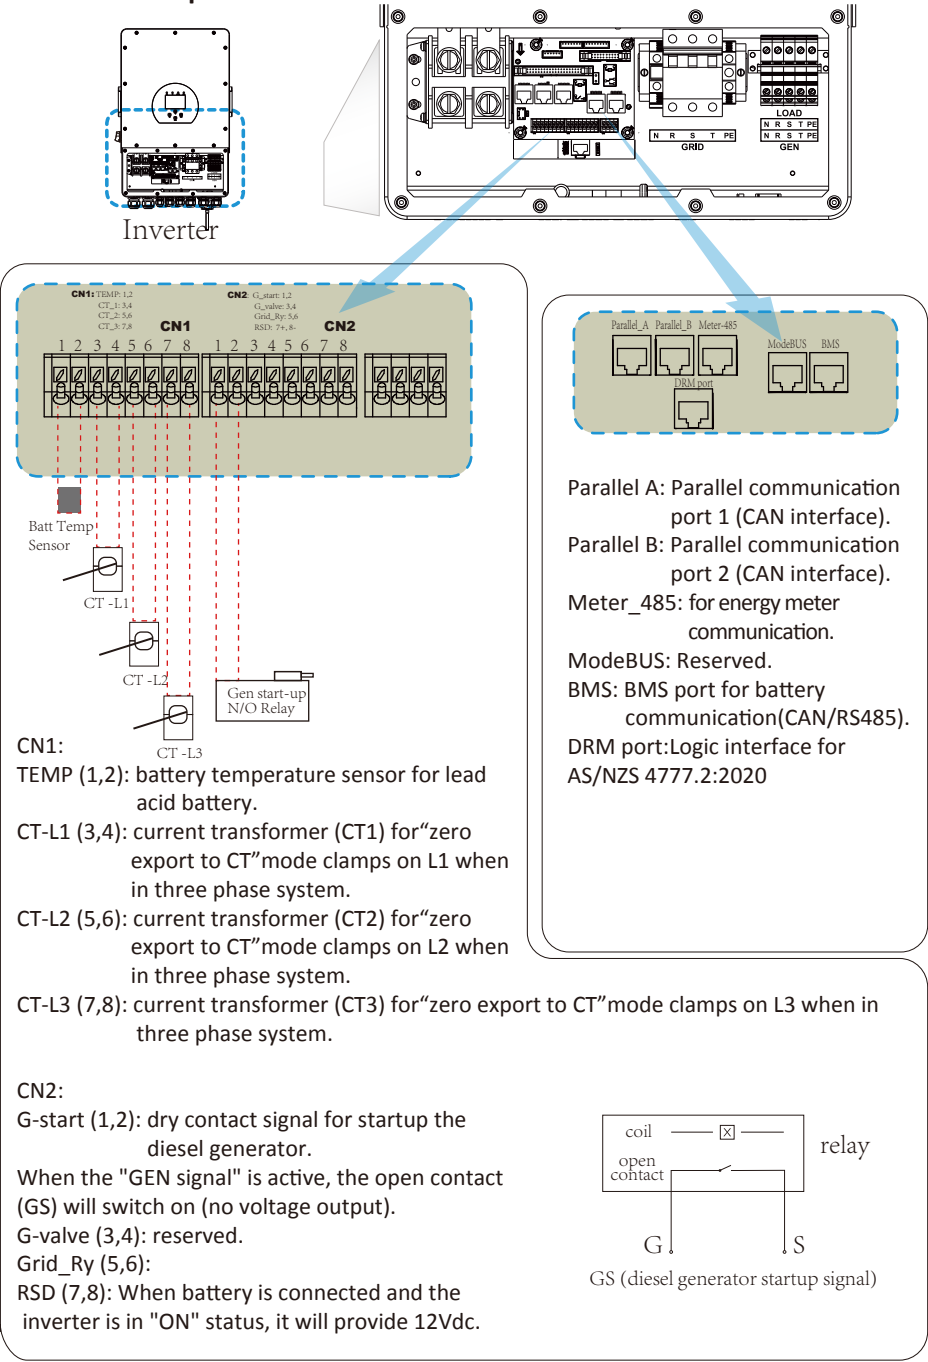 LOAD
N R S T PE
N R S T PE
GEN
N R S T PE
GRID
Inverter
CN1: TEMP: 1,2
CT_1: 3,4
CT_2: 5,6
CT_3: 7,8
CN1
CN2: G_start: 1,2
G_valve: 3,4
Grid_Ry: 5,6
RSD: 7+, 8-
CN2
1 2 3 4 5 6 7 8
1 2 3 4 5 6 7 8
Batt Temp
Sensor
CT -L1
CT -L2
CT -L3
Gen start-up
N/O Relay
Parallel_A Parallel_B Meter-485
ModeBUS BMS
DRM port
Parallel A: Parallel communication
port 1 (CAN interface).
Parallel B: Parallel communication
port 2 (CAN interface).
Meter_485: for energy meter
communication.
ModeBUS: Reserved.
BMS: BMS port for battery
communication(CAN/RS485).
DRM port:Logic interface for
AS/NZS 4777.2:2020
CN1:
TEMP (1,2): battery temperature sensor for lead
acid battery.
CT-L1 (3,4): current transformer (CT1) for“zero
export to CT”mode clamps on L1 when
in three phase system.
CT-L2 (5,6): current transformer (CT2) for“zero
export to CT”mode clamps on L2 when
in three phase system.
CT-L3 (7,8): current transformer (CT3) for“zero export to CT”mode clamps on L3 when in
three phase system.
CN2:
G-start (1,2): dry contact signal for startup the
diesel generator.
When the "GEN signal" is active, the open contact
(GS) will switch on (no voltage output).
G-valve (3,4): reserved.
Grid_Ry (5,6):
RSD (7,8): When battery is connected and the
inverter is in "ON" status, it will provide 12Vdc.
coil
open
contact
relay
G S
GS (diesel generator startup signal)